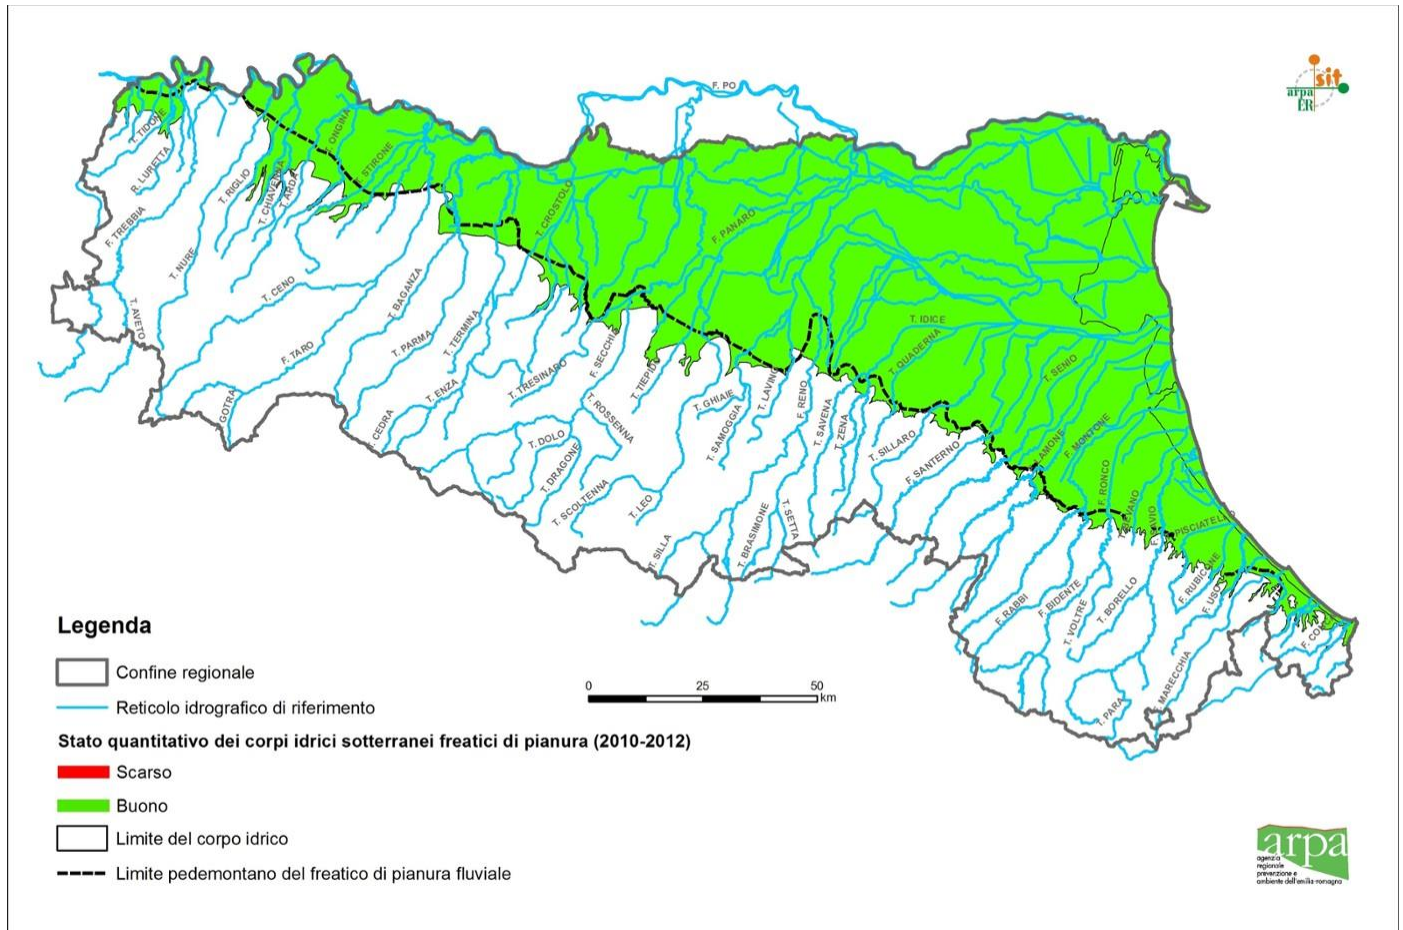 F. PO
sit
arpa
ER
T. TIDONE
R. LURETTA
F. TREBBIA
T. NURE
T. AVETO
T. RIGLIO
T. CHIAVENNA
T. ARDA
ONGINA
STIRONE
T. CENO
F. TARO
GOTRA
T. BAGANZA
T. PARMA
T. TERMINA
T. ENZA
T. CEDRA
T. CROSTOLO
T. TRESINARO
F. SECCHIA
T. TIEPIDO
T. ROSSENNA
T. DOLO
T. DRAGONE
T. SCOLTENNA
T. LEO
F. PANARO
T. GHIAIE
T. SAMOGGIA
T. LAVINO
F. RENO
T. SAVENA
T. ZENA
T. SILLA
T. BRASIMONE
T. SETTA
T. IDICE
T. QUADERNA
T. SILLARO
F. SANTERNO
T. SENIO
LAMONE
F. MONTONE
F. RONCO
PISCIATELLO
F. RABBI
F. BIDENTE
T. VOLTRE
T. BORELLO
F. RUBICONE
F. USO
MARECCHIA
T. PARA
Legenda
Confine regionale
Reticolo idrografico di riferimento
Stato quantitativo dei corpi idrici sotterranei freatici di pianura (2010-2012)
Scarso
Buono
Limite del corpo idrico
Limite pedemontano del freatico di pianura fluviale
0 25 50
km
arpa
agenzia
regionale
prevenzione e
ambiente dell'emilia-romagna